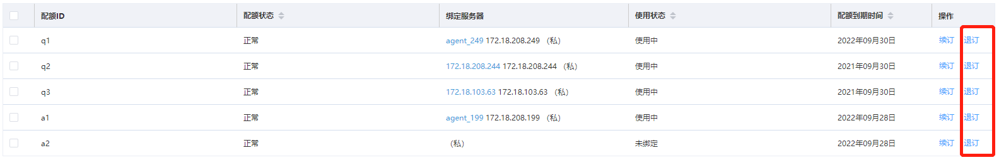 配额ID 配额状态 绑定服务器 使用状态 配额到期时间 操作
q1 正常 agent_249 172.18.208.249 （私） 使用中 2022年09月30日 续订 退订
q2 正常 172.18.208.244 172.18.208.244 （私） 使用中 2021年09月30日 续订 退订
q3 正常 172.18.103.63 172.18.103.63 （私） 使用中 2021年09月30日 续订 退订
a1 正常 agent_199 172.18.208.199 （私） 使用中 2022年09月28日 续订 退订
a2 正常 （私） 未绑定 2022年09月28日 续订 退订